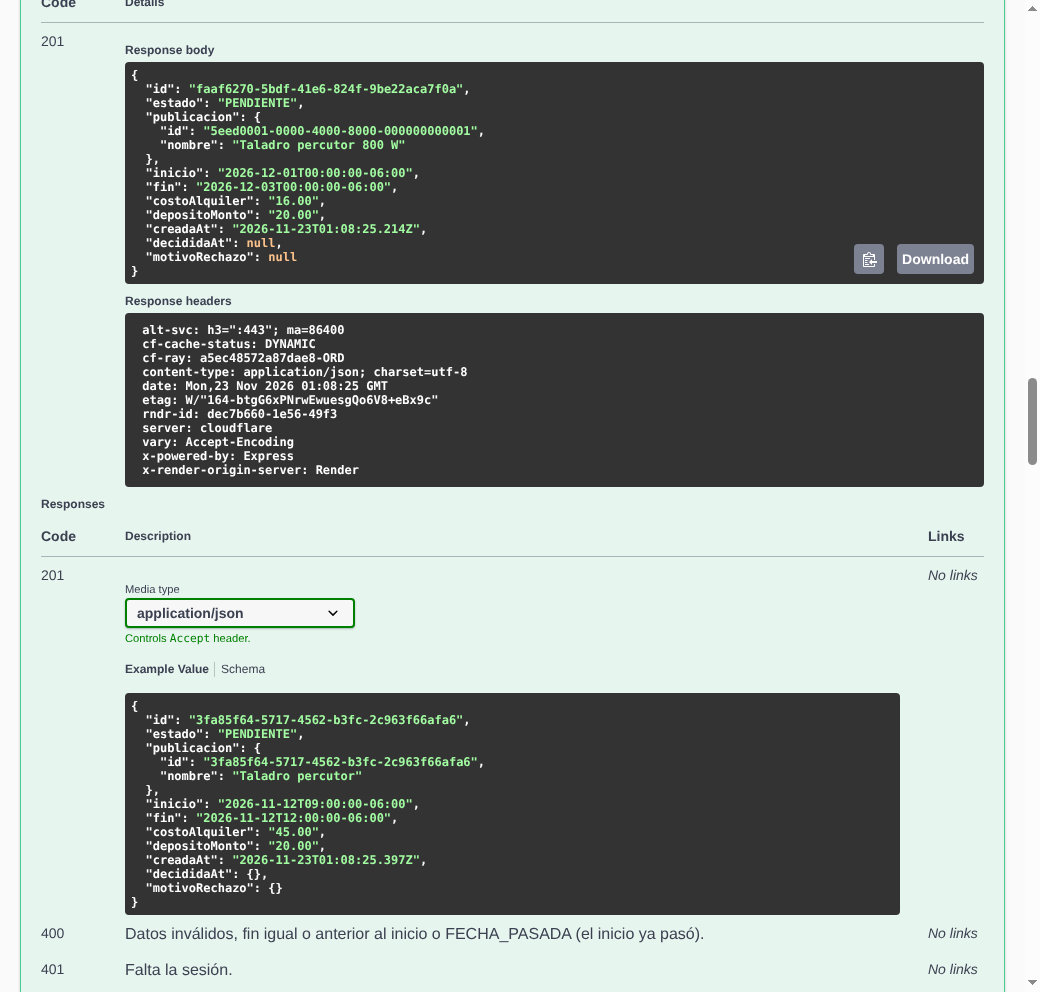 Code Details
201
Response body
{
  "id": "faaf6270-5bdf-41e6-824f-9be22aca7f0a",
  "estado": "PENDIENTE",
  "publicacion": {
    "id": "5eed0001-0000-4000-8000-000000000001",
    "nombre": "Taladro percutor 800 W"
  },
  "inicio": "2026-12-01T00:00:00-06:00",
  "fin": "2026-12-03T00:00:00-06:00",
  "costoAlquiler": "16.00",
  "depositoMonto": "20.00",
  "creadaAt": "2026-11-23T01:08:25.214Z",
  "decididaAt": null,
  "motivoRechazo": null
}
Download
Response headers
alt-svc: h3=":443"; ma=86400
cf-cache-status: DYNAMIC
cf-ray: a5ec48572a87dae8-ORD
content-type: application/json; charset=utf-8
date: Mon,23 Nov 2026 01:08:25 GMT
etag: W/"164-btgG6xPNrwEwuesgQo6V8+eBx9c"
rndr-id: dec7b660-1e56-49f3
server: cloudflare
vary: Accept-Encoding
x-powered-by: Express
x-render-origin-server: Render
Responses
Code Description Links
201 No links
Media type
application/json
Controls Accept header.
Example Value Schema
{
  "id": "3fa85f64-5717-4562-b3fc-2c963f66afa6",
  "estado": "PENDIENTE",
  "publicacion": {
    "id": "3fa85f64-5717-4562-b3fc-2c963f66afa6",
    "nombre": "Taladro percutor"
  },
  "inicio": "2026-11-12T09:00:00-06:00",
  "fin": "2026-11-12T12:00:00-06:00",
  "costoAlquiler": "45.00",
  "depositoMonto": "20.00",
  "creadaAt": "2026-11-23T01:08:25.397Z",
  "decididaAt": {},
  "motivoRechazo": {}
}
400 Datos inválidos, fin igual o anterior al inicio o FECHA_PASADA (el inicio ya pasó). No links
401 Falta la sesión. No links